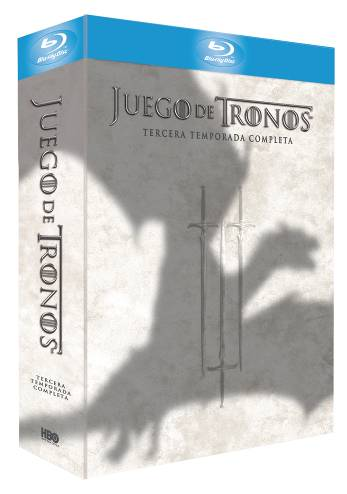 Blu-ray Disc
Blu-ray Disc
JUEGO DE TRONOS
TERCERA TEMPORADA COMPLETA
JUEGO DE TRONOS
TERCERA
TEMPORADA
COMPLETA
HBO